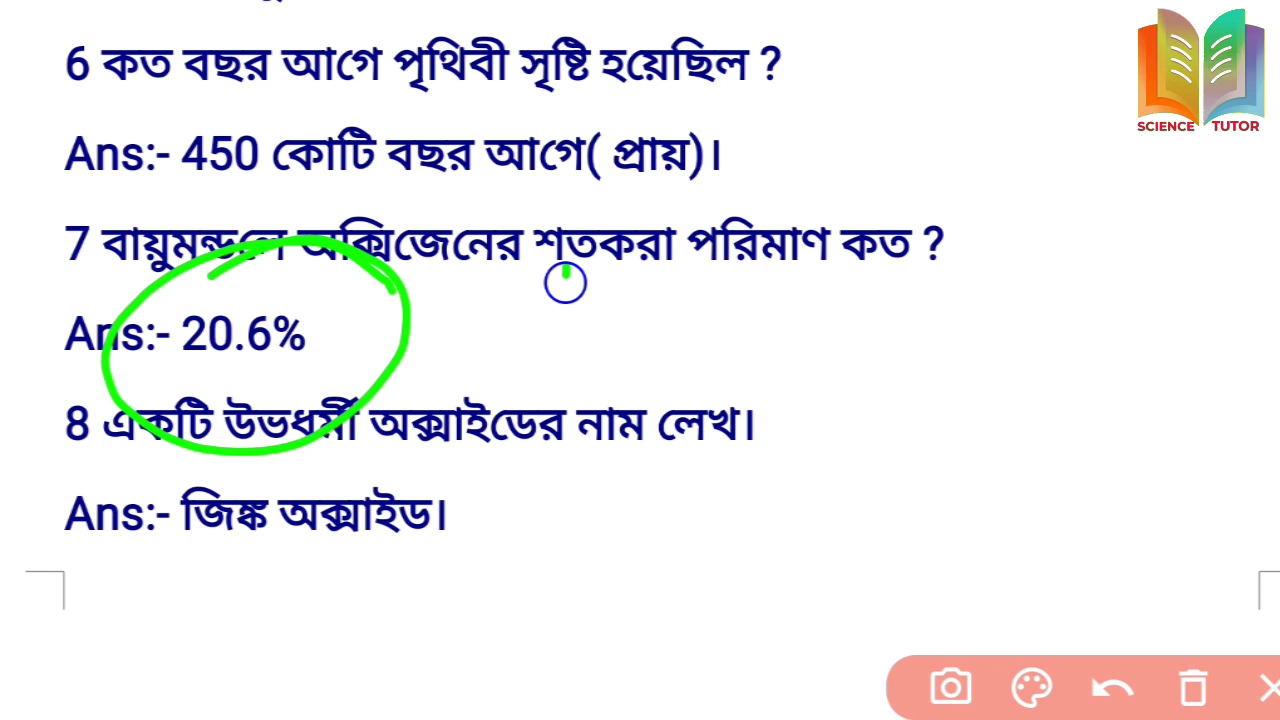 6 কত বছর আগে পৃথিবী সৃষ্টি হয়েছিল ?
SCIENCE TUTOR
Ans:- 450 কোটি বছর আগে( প্রায়)।
7 বায়ুমন্ডলে অক্সিজেনের শতকরা পরিমাণ কত ?
Ans:- 20.6%
8 একটি উভধর্মী অক্সাইডের নাম লেখ।
Ans:- জিঙ্ক অক্সাইড।